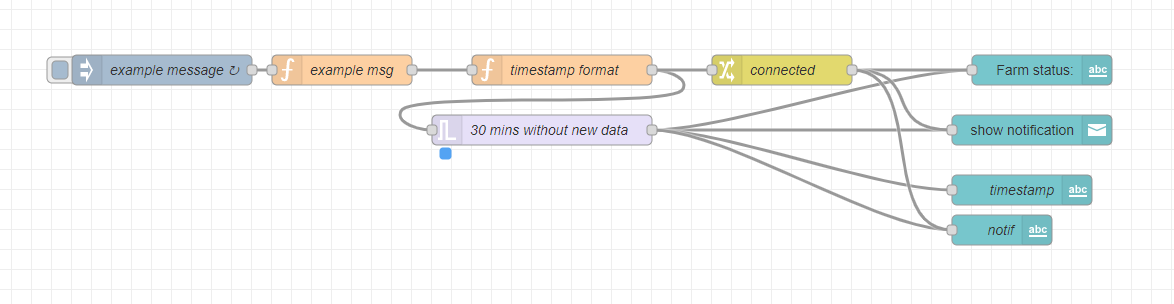 example message ↻
example msg
timestamp format
connected
Farm status:
abc
30 mins without new data
show notification
timestamp
abc
notif
abc